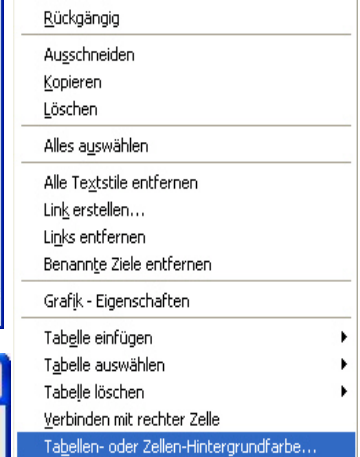 Rückgängig
Ausschneiden
Kopieren
Löschen
Alles auswählen
Alle Textstile entfernen
Link erstellen...
Links entfernen
Benannte Ziele entfernen
Grafik - Eigenschaften
Tabelle einfügen
Tabelle auswählen
Tabelle löschen
Verbinden mit rechter Zelle
Tabellen- oder Zellen-Hintergrundfarbe...